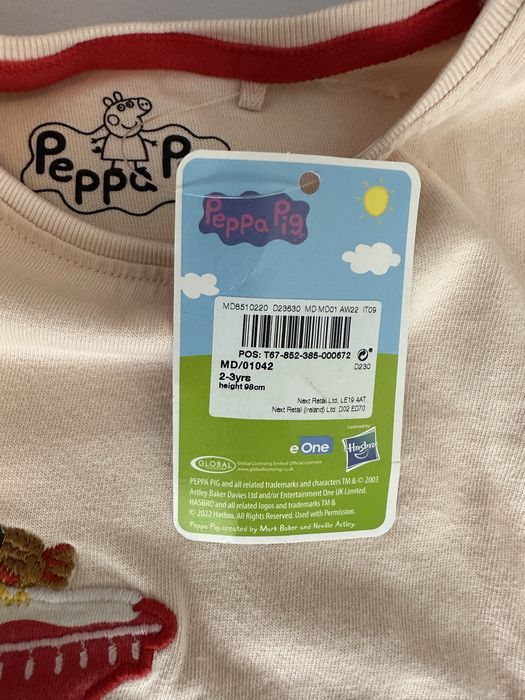 Peppa P
Peppa Pig
MD8510220 D23630 MD MD01 AW22 IT09
POS: T67-852-385-000672
MD/01042
D230
2-3yrs
height 98cm
Next Retail Ltd, LE19 4AT.
Next Retail (Ireland) Ltd. D02 ED70.
Licensed by:
e One
Hasbro
GLOBAL
Global Licensing limited Official Licensee
www.globallicensing.co.uk
PEPPA PIG and all related trademarks and characters TM & © 2003
Astley Baker Davies Ltd and/or Entertainment One UK Limited.
HASBRO and all related logos and trademarks TM &
© 2022 Hasbro. All Rights Reserved. Used with Permission.
Peppa Pig created by Mark Baker and Neville Astley.